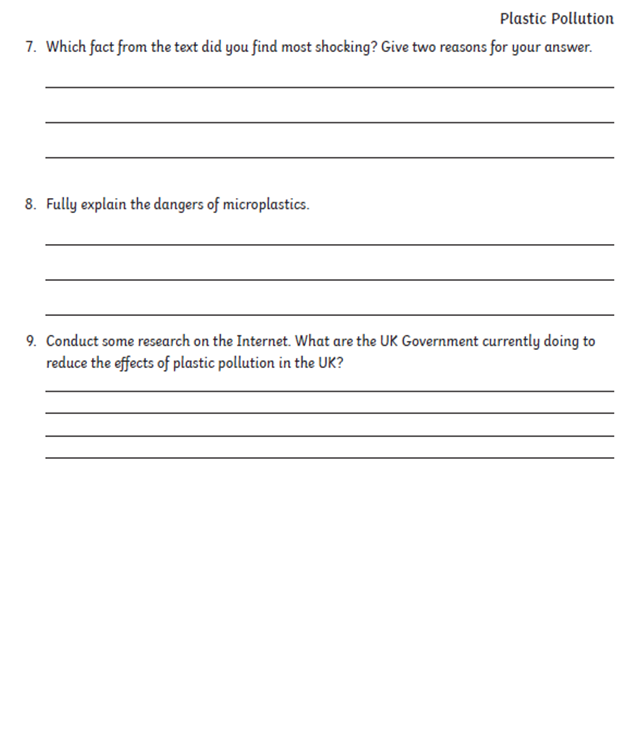 Plastic Pollution
7. Which fact from the text did you find most shocking? Give two reasons for your answer.
8. Fully explain the dangers of microplastics.
9. Conduct some research on the Internet. What are the UK Government currently doing to
reduce the effects of plastic pollution in the UK?